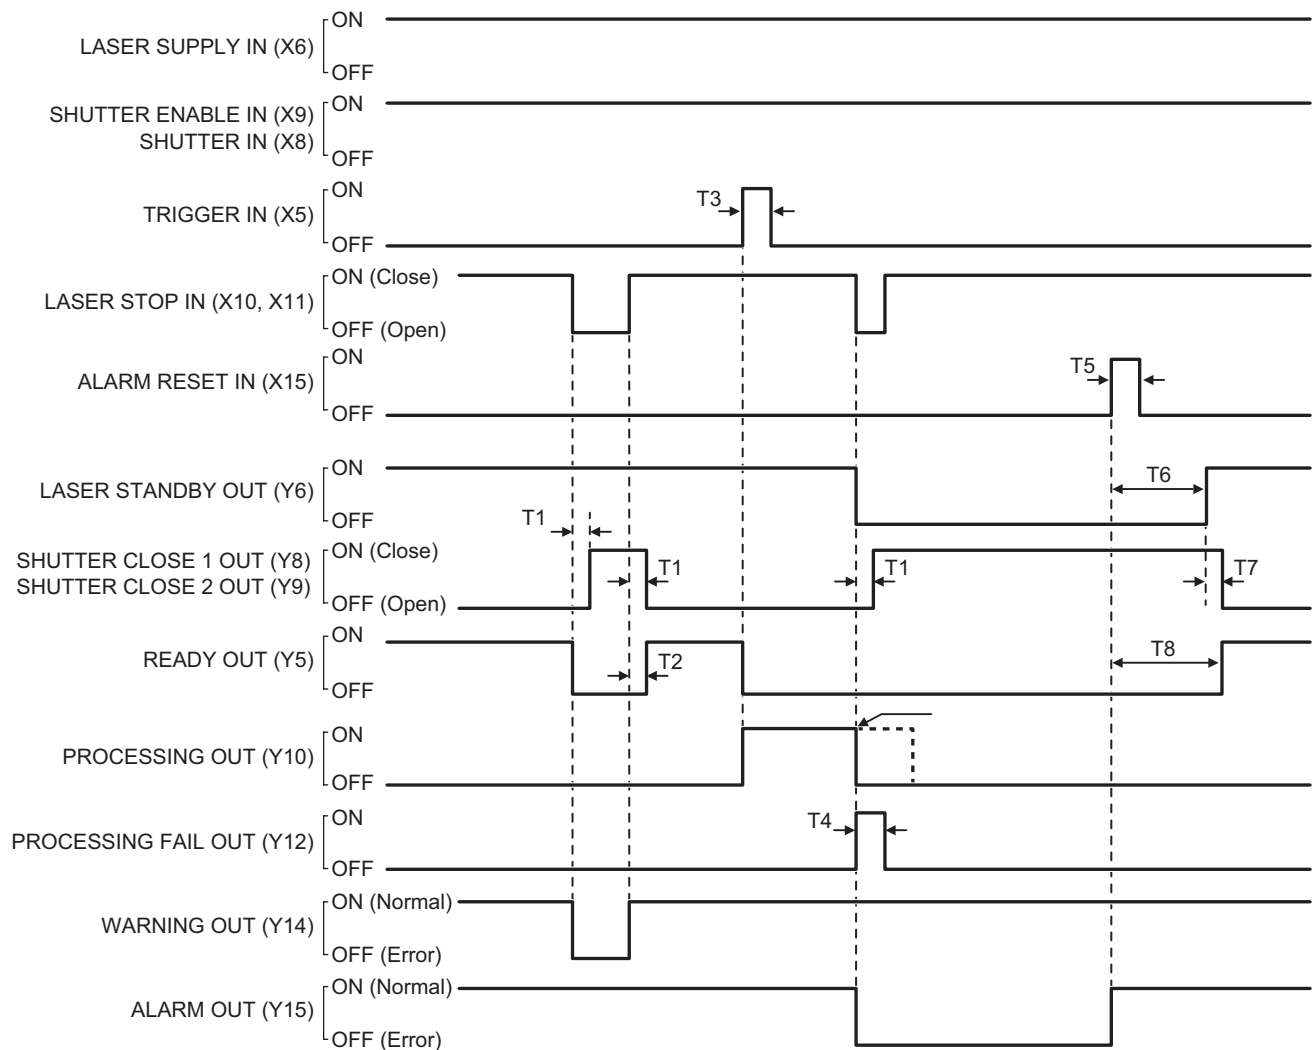 ON
LASER SUPPLY IN (X6)
OFF
ON
SHUTTER ENABLE IN (X9)
SHUTTER IN (X8)
OFF
ON
T3
TRIGGER IN (X5)
OFF
ON (Close)
LASER STOP IN (X10, X11)
OFF (Open)
ON
T5
ALARM RESET IN (X15)
OFF
ON
T6
LASER STANDBY OUT (Y6)
OFF
T1
ON (Close)
SHUTTER CLOSE 1 OUT (Y8)
SHUTTER CLOSE 2 OUT (Y9)
T1
T1
T7
OFF (Open)
ON
READY OUT (Y5)
T2
T8
OFF
ON
PROCESSING OUT (Y10)
OFF
ON
T4
PROCESSING FAIL OUT (Y12)
OFF
ON (Normal)
WARNING OUT (Y14)
OFF (Error)
ON (Normal)
ALARM OUT (Y15)
OFF (Error)